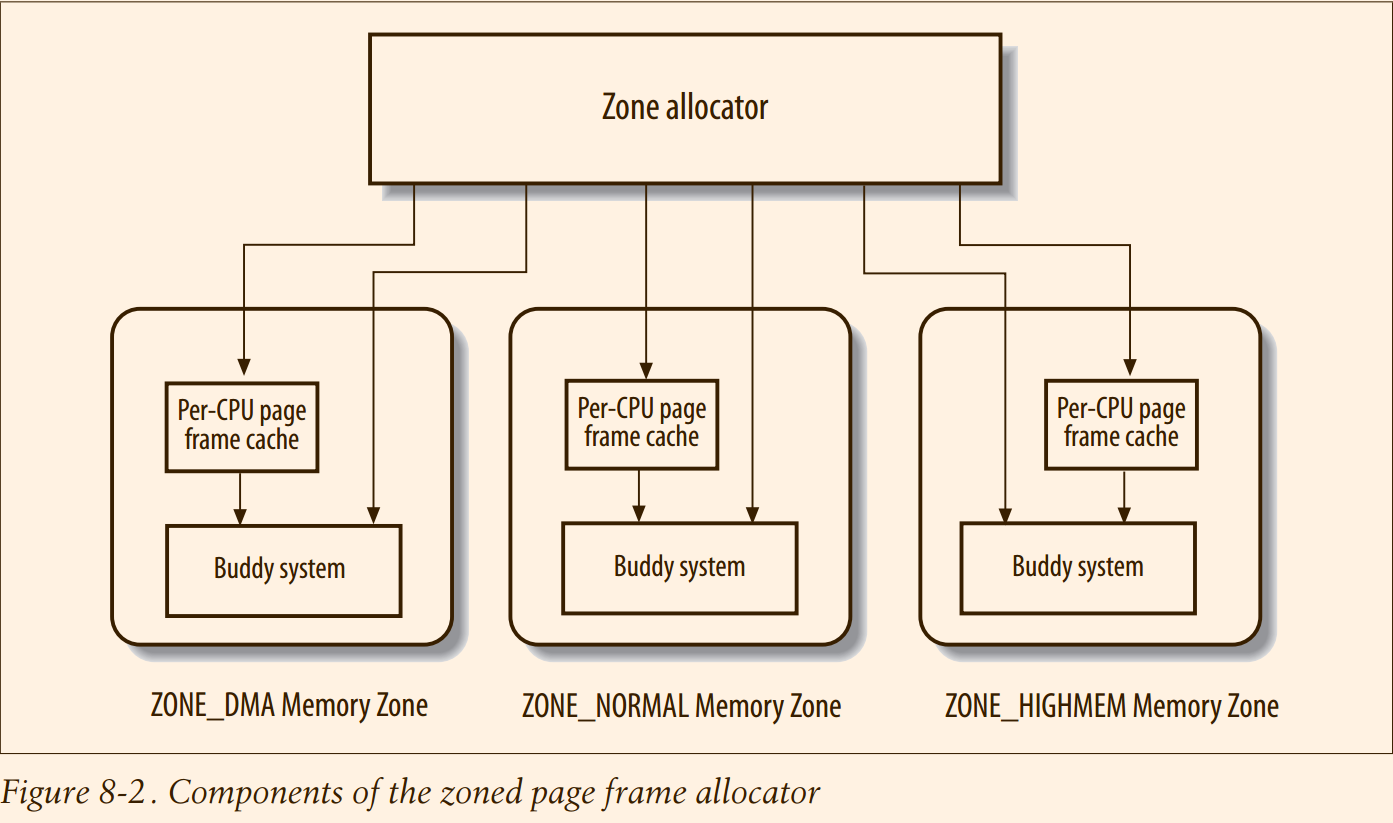 Zone allocator
Per-CPU page
frame cache
Per-CPU page
frame cache
Per-CPU page
frame cache
Buddy system
Buddy system
Buddy system
ZONE_DMA Memory Zone
ZONE_NORMAL Memory Zone
ZONE_HIGHMEM Memory Zone
Figure 8-2. Components of the zoned page frame allocator